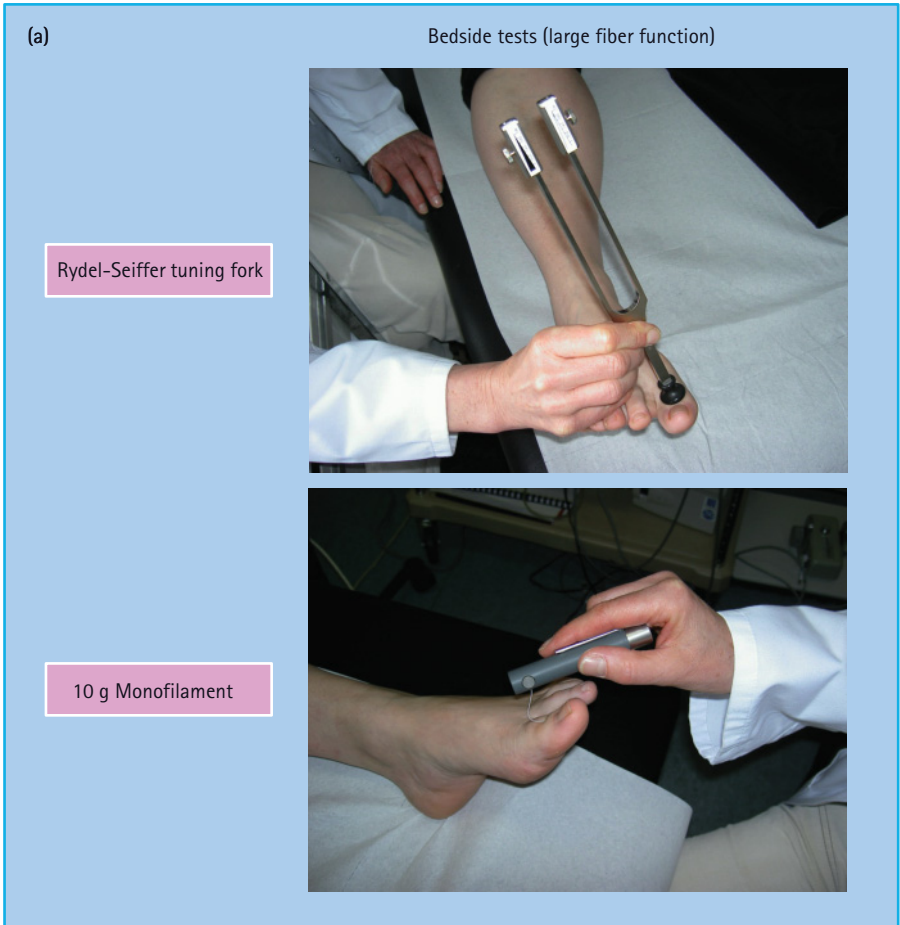 (a)
Bedside tests (large fiber function)
Rydel-Seiffer tuning fork
10 g Monofilament